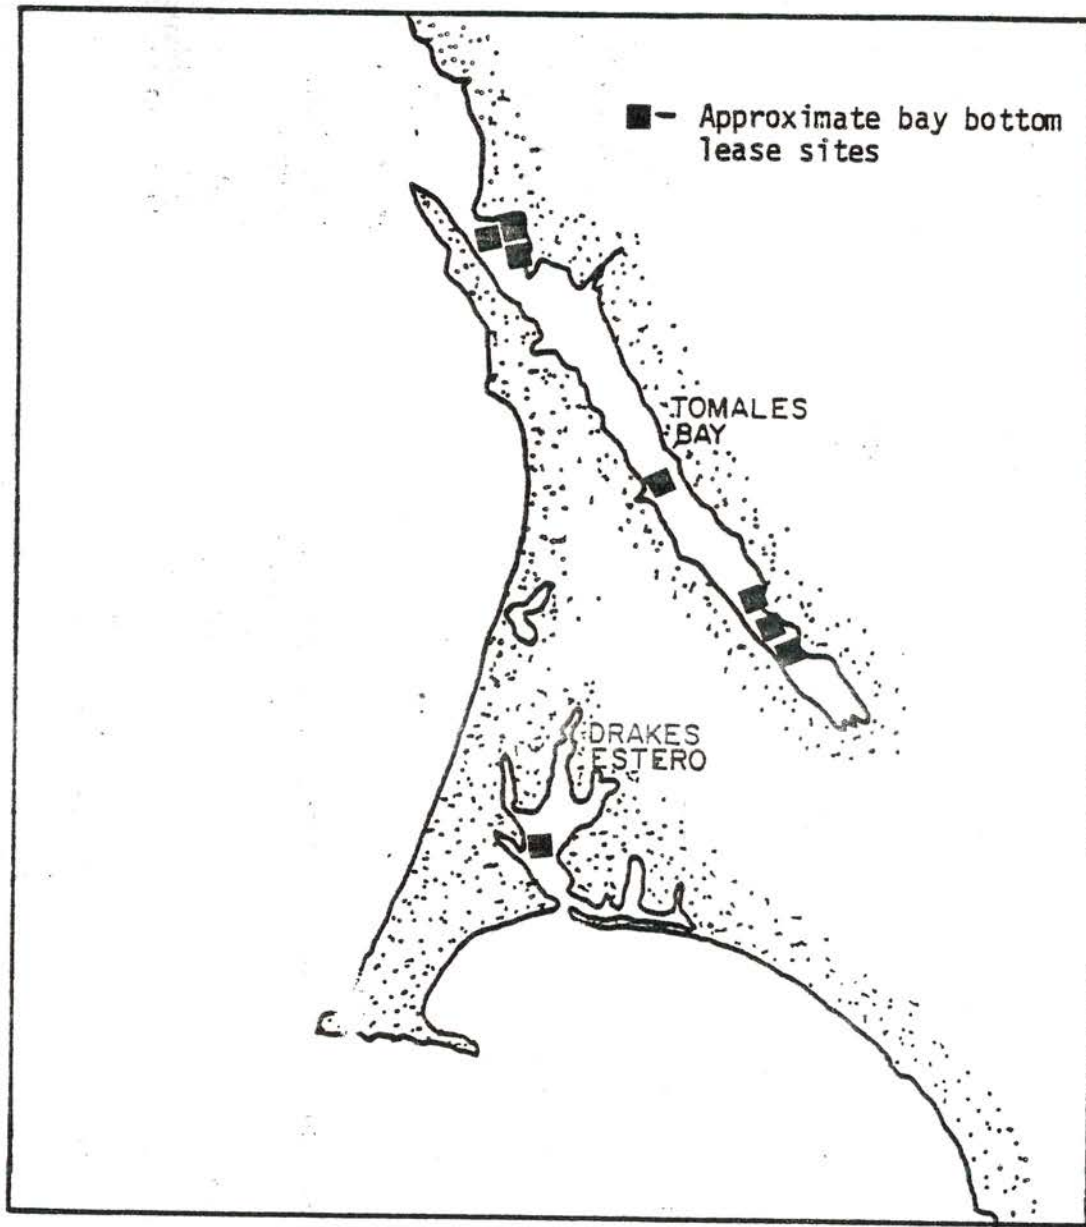 - Approximate bay bottom
lease sites
TOMALES
BAY
DRAKES
ESTERO